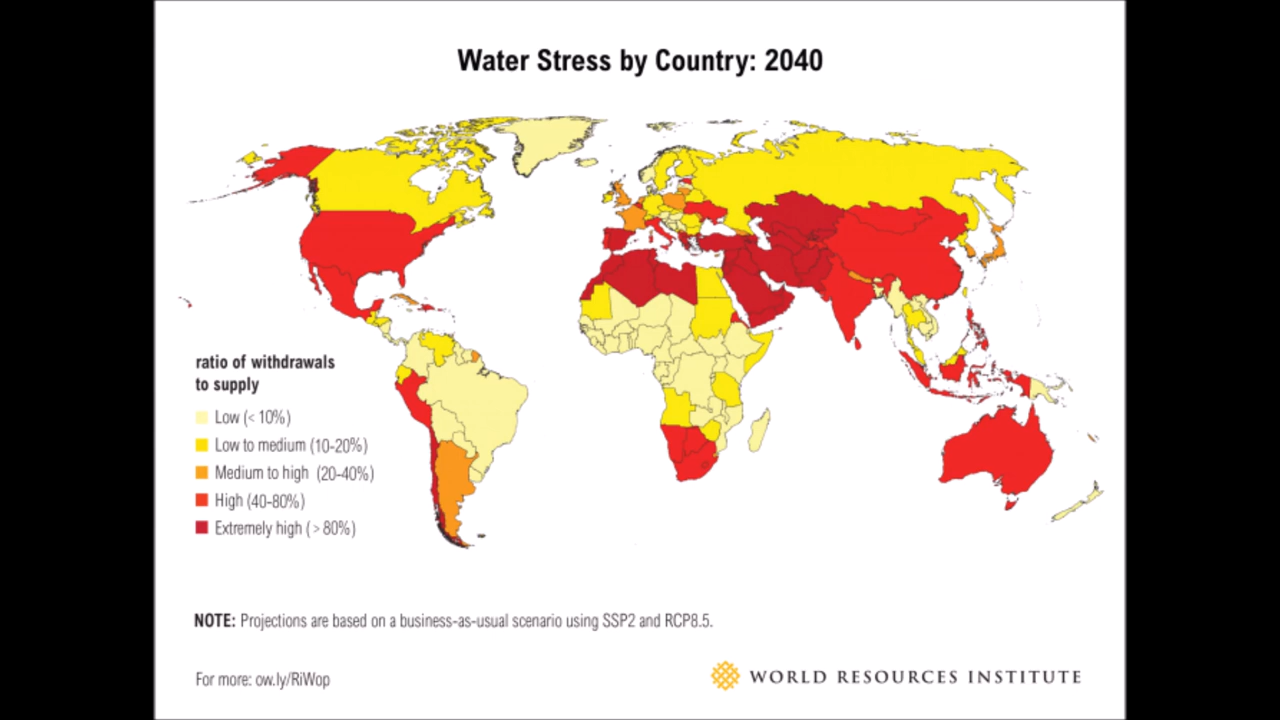 Water Stress by Country: 2040
ratio of withdrawals
to supply
Low (< 10%)
Low to medium (10-20%)
Medium to high (20-40%)
High (40-80%)
Extremely high (> 80%)
NOTE: Projections are based on a business-as-usual scenario using SSP2 and RCP8.5.
For more: ow.ly/RiWop
WORLD RESOURCES INSTITUTE